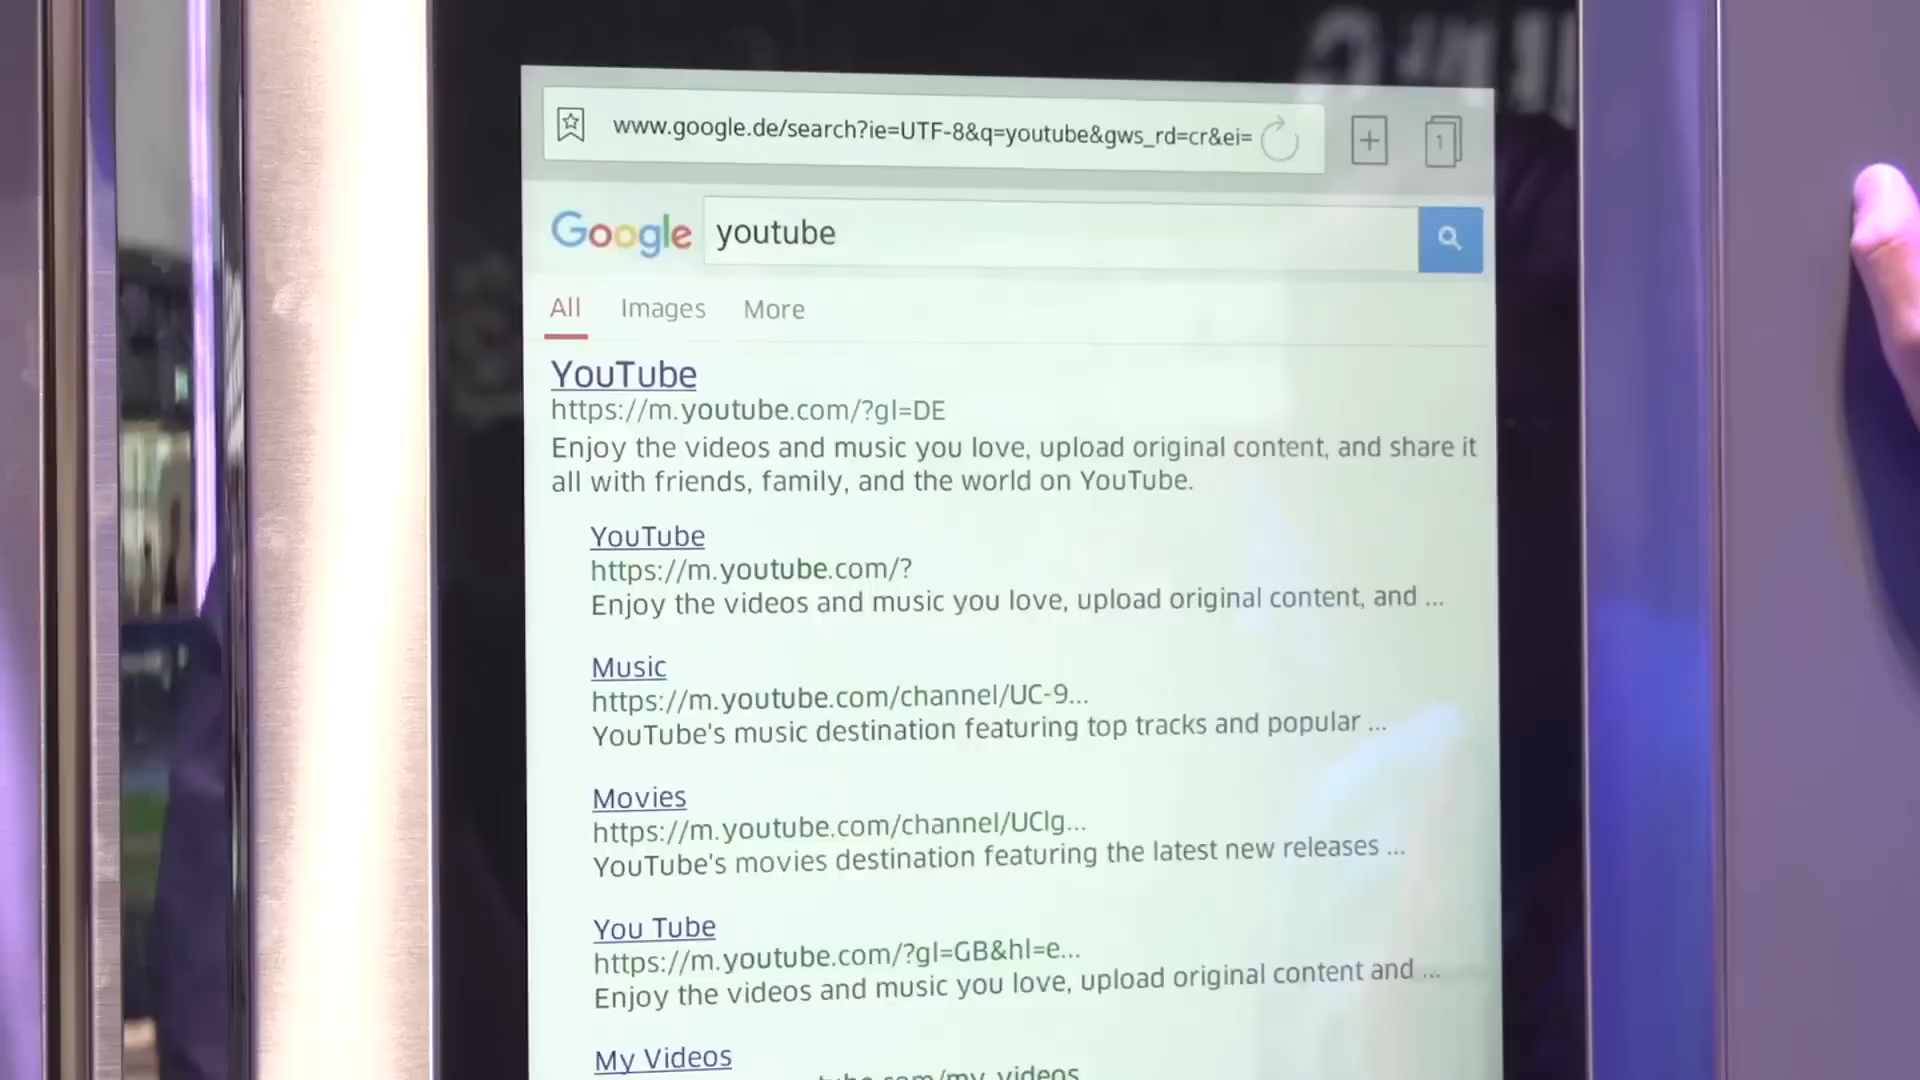 www.google.de/search?ie=UTF-8&q=youtube&gws_rd=cr&ei=
1
Google youtube
All Images More
YouTube
https://m.youtube.com/?gl=DE
Enjoy the videos and music you love, upload original content, and share it
all with friends, family, and the world on YouTube.
YouTube
https://m.youtube.com/?
Enjoy the videos and music you love, upload original content, and ...
Music
https://m.youtube.com/channel/UC-9...
YouTube's music destination featuring top tracks and popular ...
Movies
https://m.youtube.com/channel/UClg...
YouTube's movies destination featuring the latest new releases ...
You Tube
https://m.youtube.com/?gl=GB&hl=e...
Enjoy the videos and music you love, upload original content and ...
My Videos